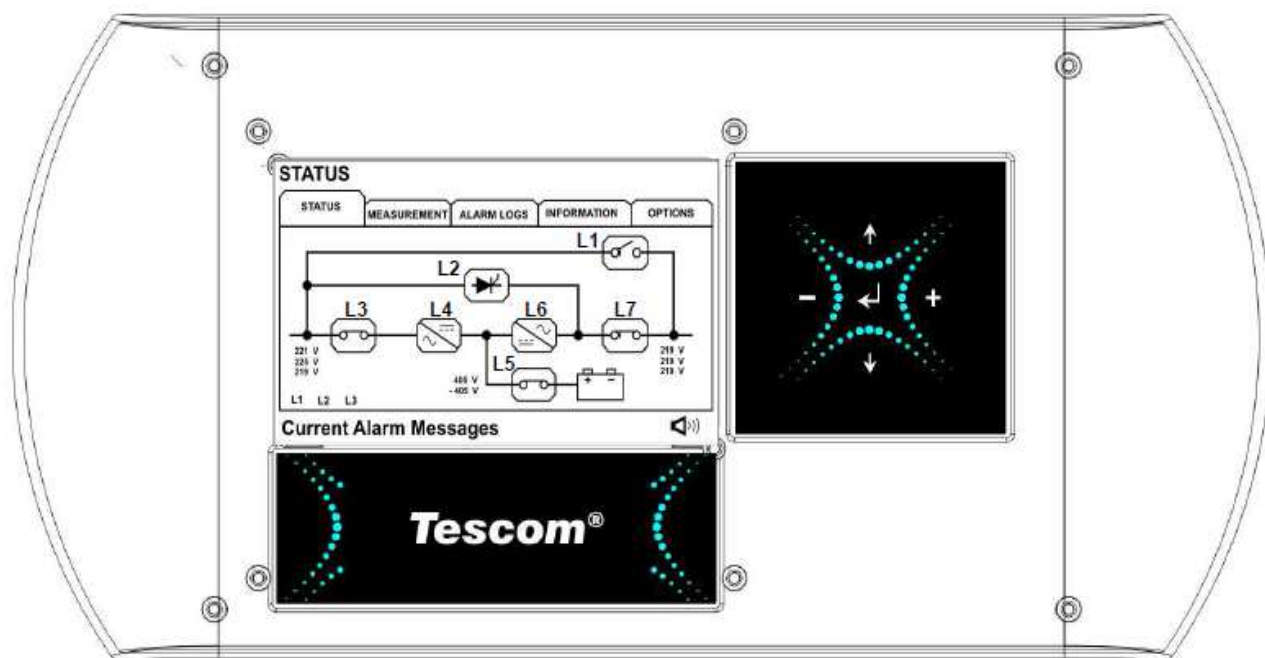 STATUS
STATUS MEASUREMENT ALARM LOGS INFORMATION OPTIONS
L1
L2
L3 L4 L6 L7
221 V
225 V
219 V
219 V
219 V
219 V
L5
405 V
-405 V
+ -
L1 L2 L3
Current Alarm Messages
- +
Tescom®